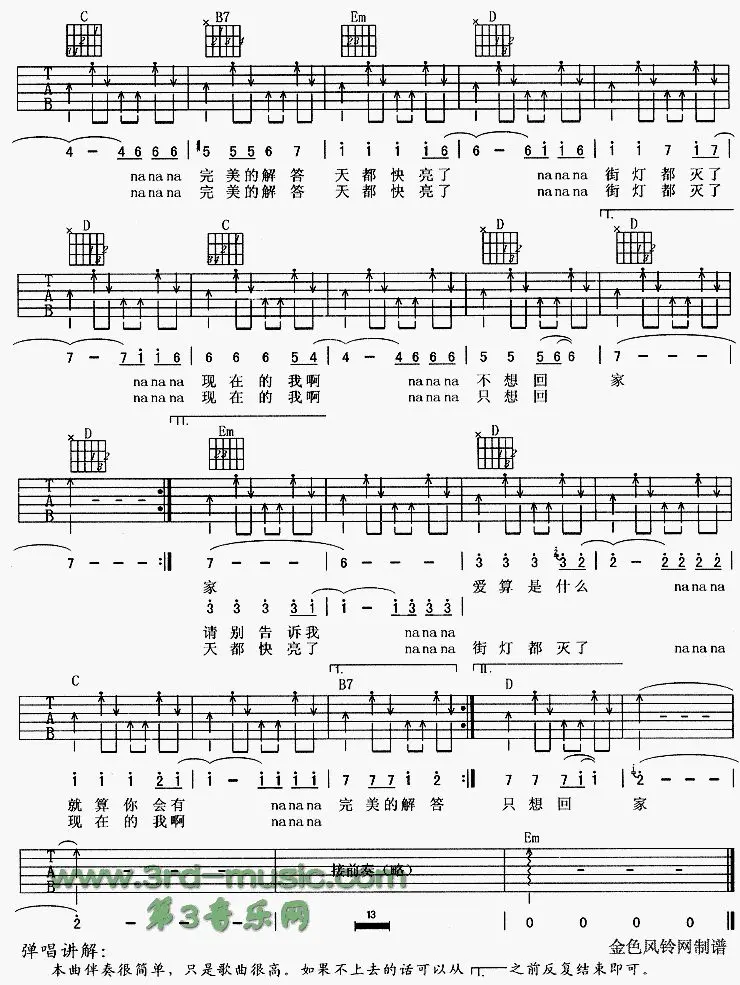 C B7 Em D
T A B
4 - 4 6 6 6 | 5 5 5 6 7 | i i i i 6 | 6 - 6 i i 6 | i i 7 i 7 |
nanana 完美的解答 天都快亮了 nanana 街灯都灭了
nanana 完美的解答 天都快亮了 nanana 街灯都灭了
D C D I. D
T A B
7 - 7 i i 6 | 6 6 6 5 4 | 4 - 4 6 6 6 | 5 5 5 6 6 | 7 - - -
nanana 现在的我啊 nanana 不想回 家
nanana 现在的我啊 nanana 只想回
D II. Em D
T A B
7 - - - :|| 7 - - - | 6 - - - | 3 3 3 3 2 | 2 - 2 2 2 2
家 爱算是什么 nanana
3 3 3 3 i | i - i 3 3 3
请别告诉我 nanana
天都快亮了 nanana 街灯都灭了 nanana
C I. B7 II. D
T A B
i i i 2 i | i - i i i i | 7 7 7 i 2 :|| 7 7 7 i i | 2 - - -
就算你会有 nanana 完美的解答 只想回 家
现在的我啊 nanana
Em
T A B
接前奏(略)
www.3rd-music.com
2 - - - | 13 | 0 0 0 0
第3音乐网
弹唱讲解: 金色风铃网制谱
本曲伴奏很简单，只是歌曲很高。如果不上去的话可以从 II. 之前反复结束即可。